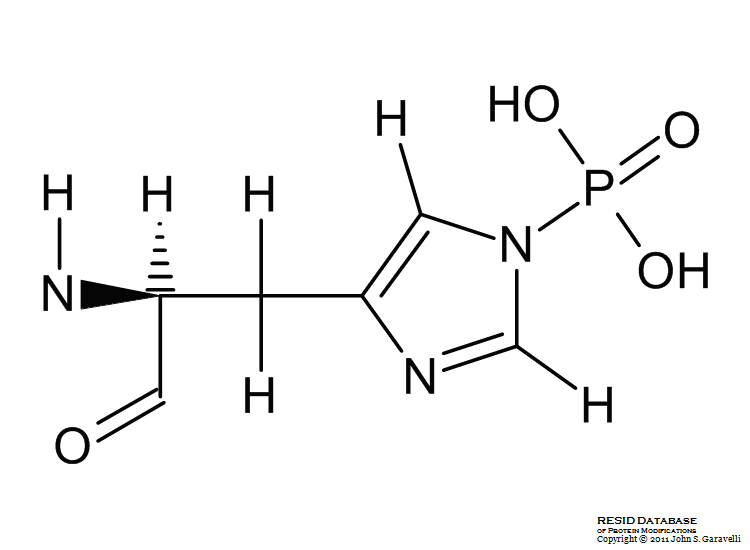 HO
H
O
P
H
H
H
N
OH
N
N
H
H
O
RESID DATABASE
OF PROTEIN MODIFICATIONS
Copyright © 2011 John S. Garavelli